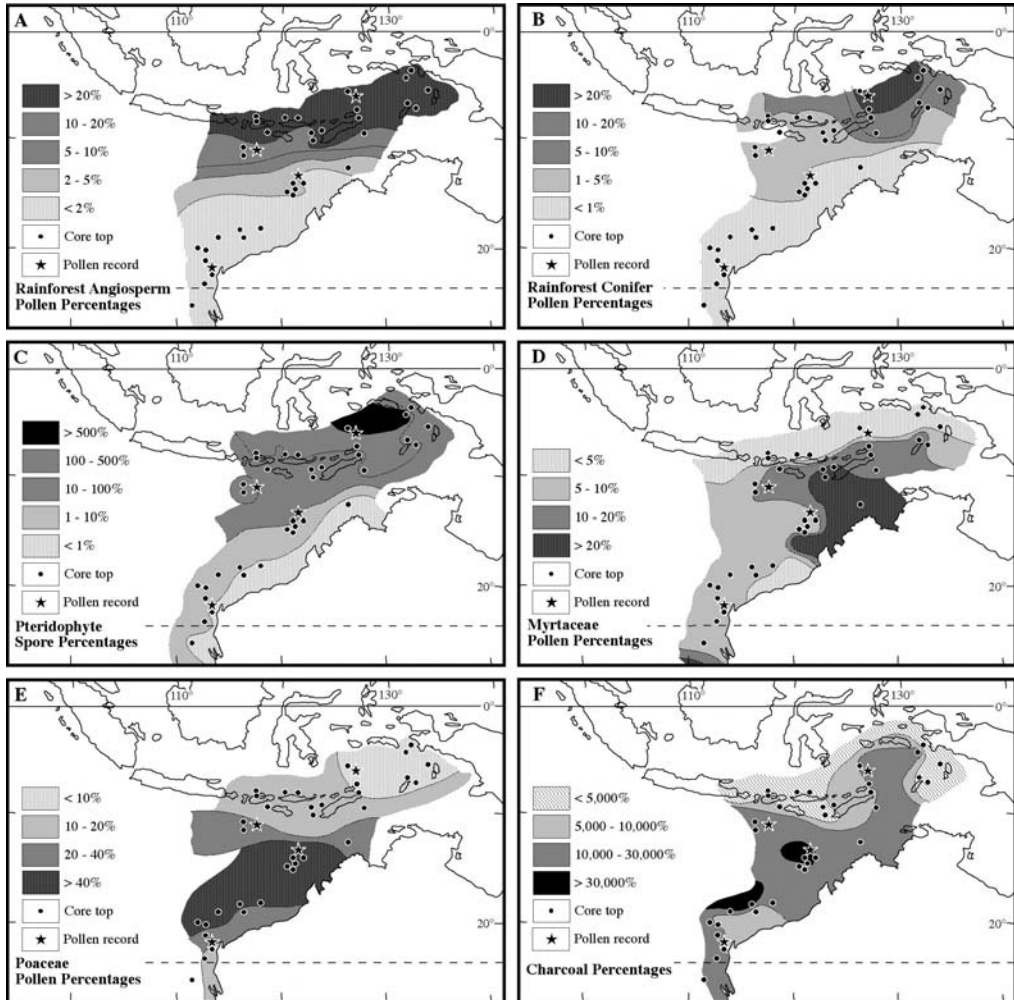 A
110°
130°
0°
> 20%
10 - 20%
5 - 10%
2 - 5%
< 2%
Core top
Pollen record
20°
Rainforest Angiosperm
Pollen Percentages
B
110°
130°
0°
> 20%
10 - 20%
5 - 10%
1 - 5%
< 1%
Core top
Pollen record
20°
Rainforest Conifer
Pollen Percentages
C
110°
130°
0°
> 500%
100 - 500%
10 - 100%
1 - 10%
< 1%
Core top
Pollen record
20°
Pteridophyte
Spore Percentages
D
110°
130°
0°
< 5%
5 - 10%
10 - 20%
> 20%
Core top
Pollen record
20°
Myrtaceae
Pollen Percentages
E
110°
130°
0°
< 10%
10 - 20%
20 - 40%
> 40%
Core top
Pollen record
20°
Poaceae
Pollen Percentages
F
110°
130°
0°
< 5,000%
5,000 - 10,000%
10,000 - 30,000%
> 30,000%
Core top
Pollen record
20°
Charcoal Percentages